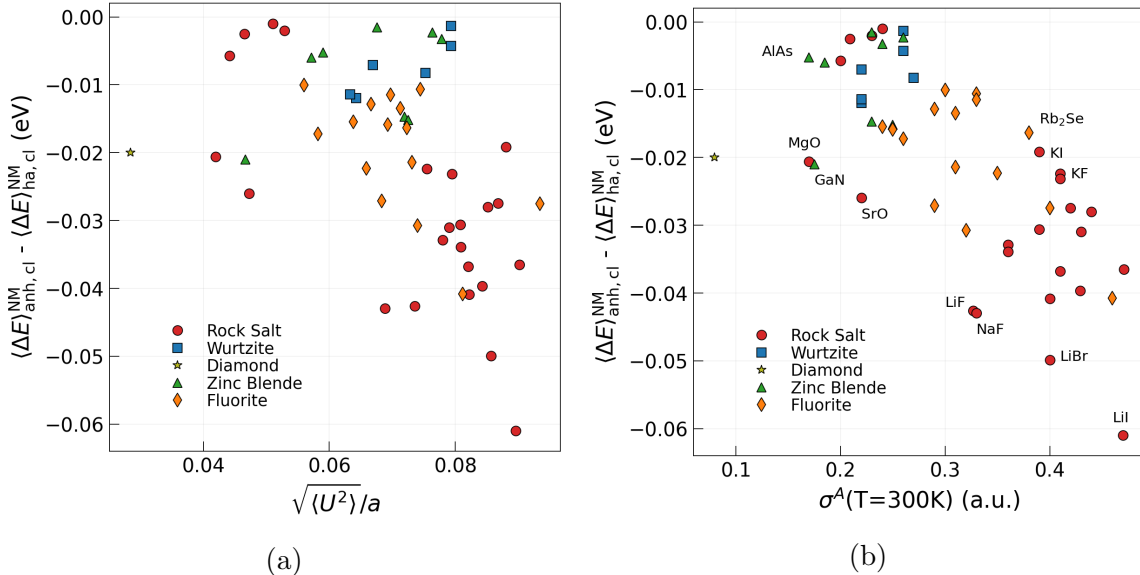 0.00
−0.01
−0.02
−0.03
−0.04
−0.05
−0.06
0.04
0.06
0.08
⟨ΔE⟩^NM_anh, cl - ⟨ΔE⟩^NM_ha, cl (eV)
√⟨U²⟩/a
Rock Salt
Wurtzite
Diamond
Zinc Blende
Fluorite
(a)
0.00
−0.01
−0.02
−0.03
−0.04
−0.05
−0.06
0.1
0.2
0.3
0.4
⟨ΔE⟩^NM_anh, cl - ⟨ΔE⟩^NM_ha, cl (eV)
σ^A(T=300K) (a.u.)
AlAs
MgO
GaN
SrO
Rb₂Se
KI
KF
LiF
NaF
LiBr
LiI
Rock Salt
Wurtzite
Diamond
Zinc Blende
Fluorite
(b)